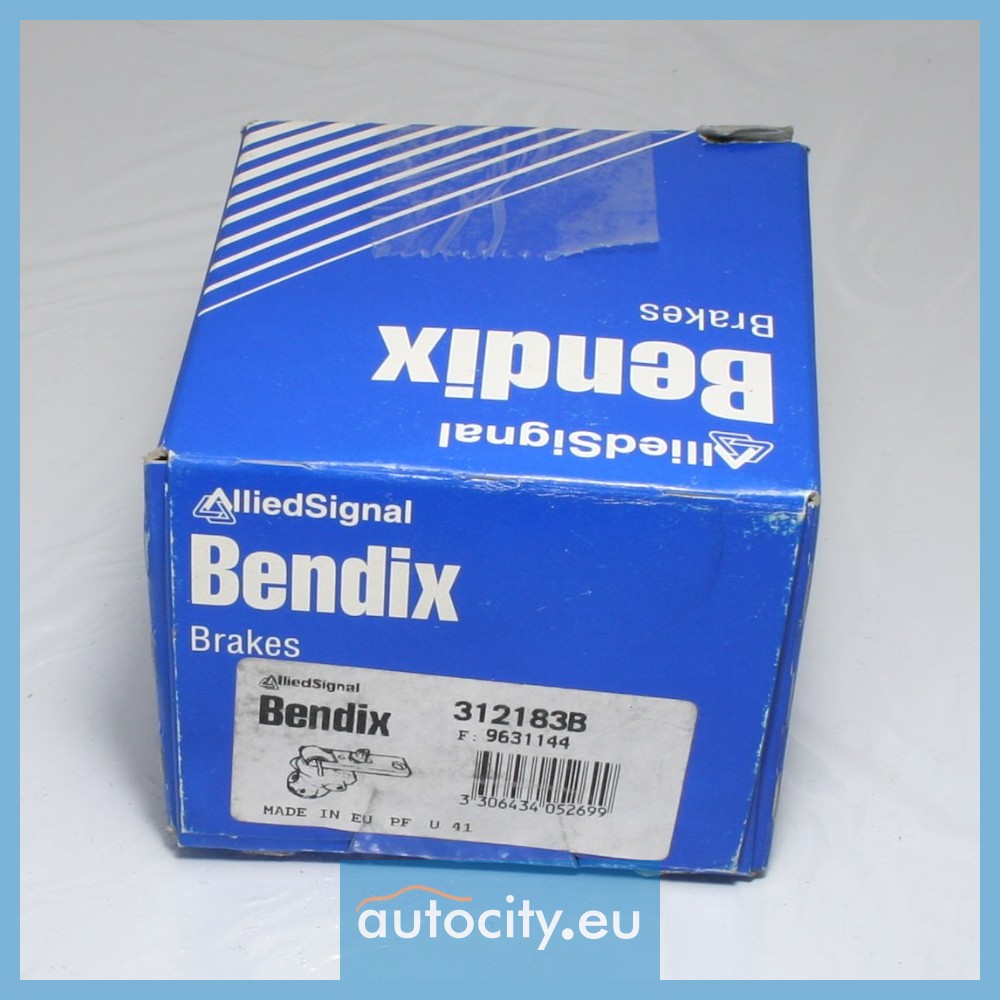 Brakes
Bendix
AlliedSignal
AlliedSignal
Bendix
Brakes
AlliedSignal
Bendix
312183B
F: 9631144
3 306434 052699
MADE IN EU PF U 41
autocity.eu